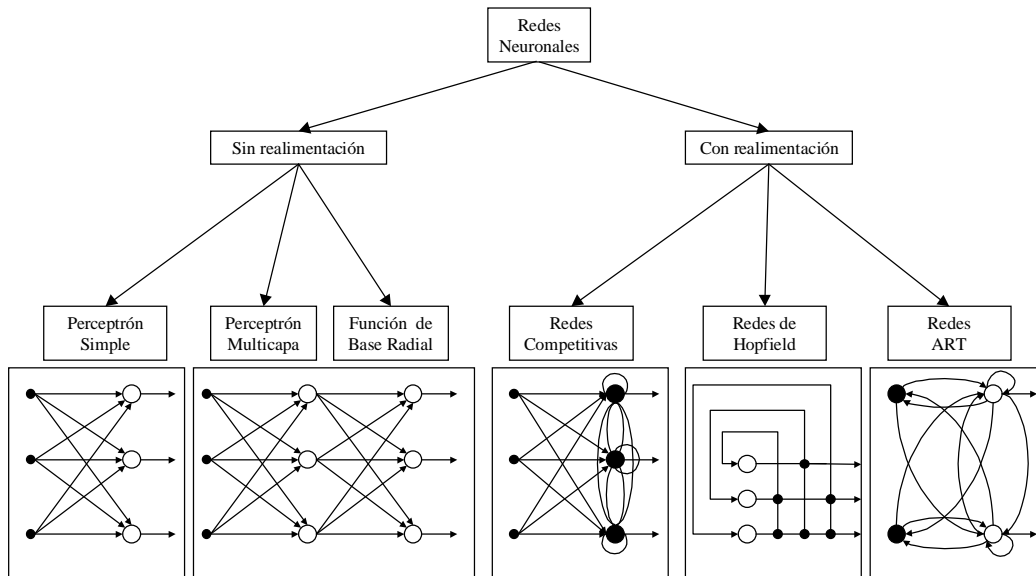 Redes
Neuronales
Sin realimentación
Con realimentación
Perceptrón
Simple
Perceptrón
Multicapa
Función de
Base Radial
Redes
Competitivas
Redes de
Hopfield
Redes
ART